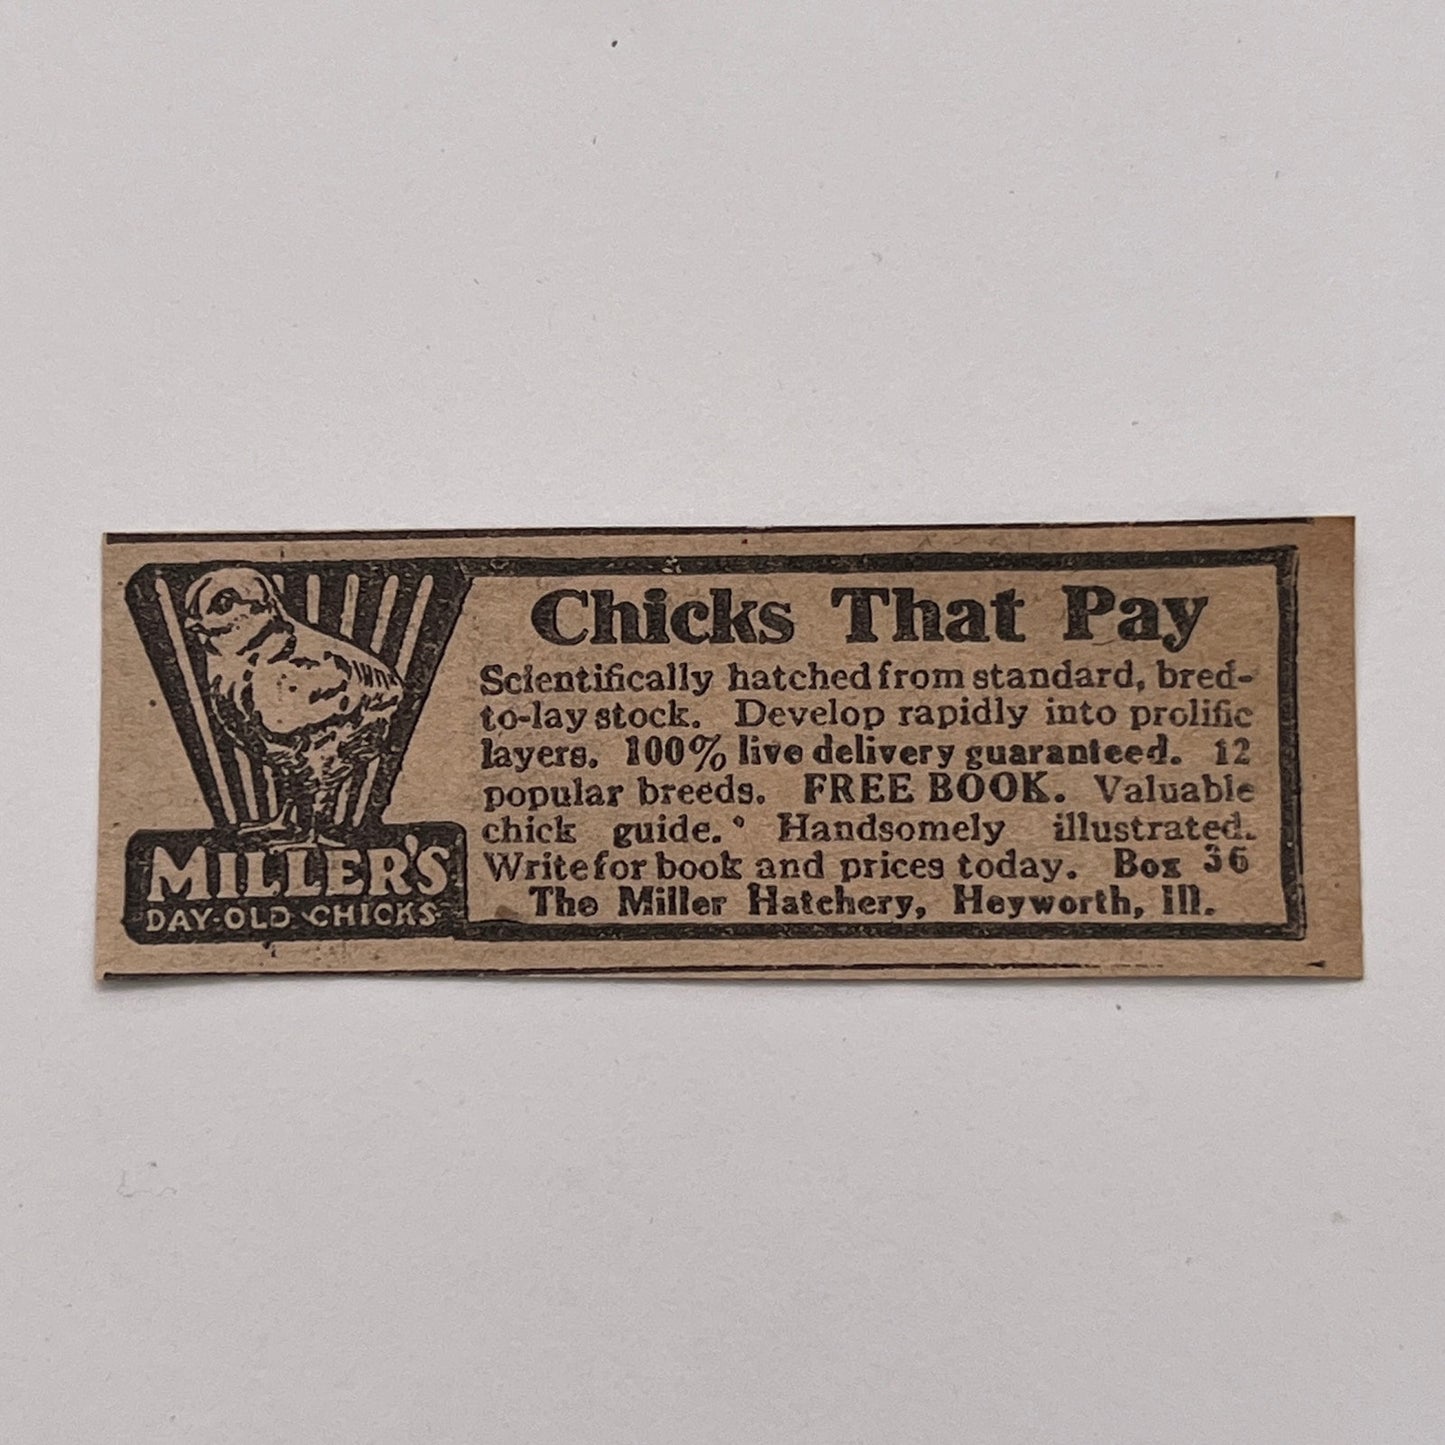 Chicks That Pay
Scientifically hatched from standard, bred-
to-lay stock. Develop rapidly into prolific
layers. 100% live delivery guaranteed. 12
popular breeds. FREE BOOK. Valuable
chick guide. Handsomely illustrated.
Write for book and prices today. Box 36
The Miller Hatchery, Heyworth, Ill.
MILLER'S
DAY-OLD CHICKS